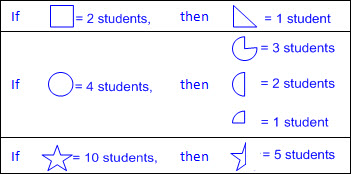 If = 2 students, then = 1 student
= 3 students
If = 4 students, then = 2 students
= 1 student
If = 10 students, then = 5 students